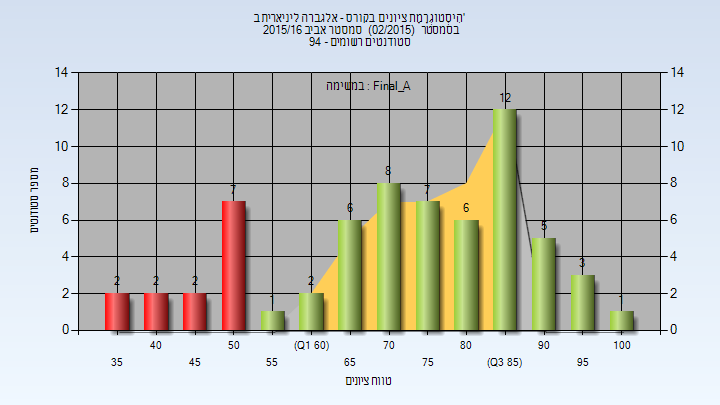 הִיסְטוֹגְרָמַת ציונים בקורס - אלגברה ליניארית ב'
בסמסטר (02/2015) סמסטר אביב 2015/16
סטודנטים רשומים - 94
במשימה : Final_A
מספר סטודנטים
14 14
12 12
10 10
8 8
6 6
4 4
2 2
0 0
2 2 2 7 1 2 6 8 7 6 12 5 3 1
40 50 (Q1 60) 70 80 90 100
35 45 55 65 75 (Q3 85) 95
טווח ציונים